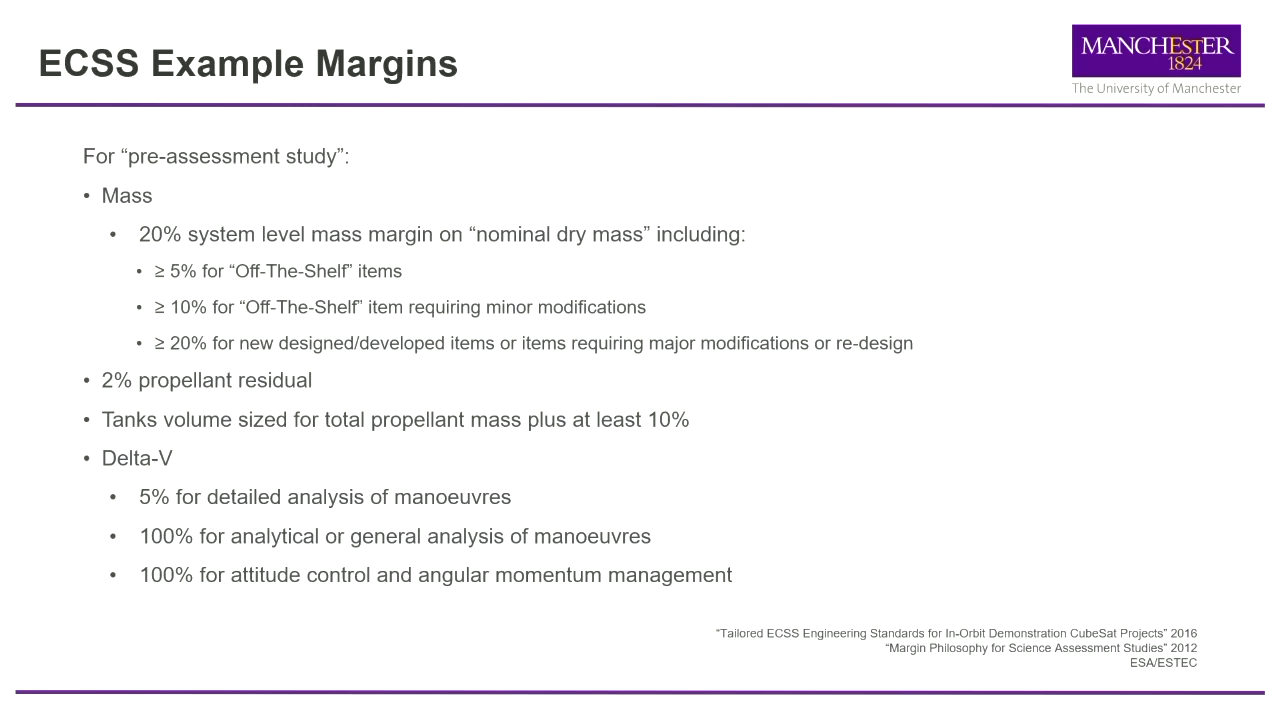 ECSS Example Margins
MANCHESTER
1824
The University of Manchester
For “pre-assessment study”:
• Mass
• 20% system level mass margin on “nominal dry mass” including:
• ≥ 5% for “Off-The-Shelf” items
• ≥ 10% for “Off-The-Shelf” item requiring minor modifications
• ≥ 20% for new designed/developed items or items requiring major modifications or re-design
• 2% propellant residual
• Tanks volume sized for total propellant mass plus at least 10%
• Delta-V
• 5% for detailed analysis of manoeuvres
• 100% for analytical or general analysis of manoeuvres
• 100% for attitude control and angular momentum management
“Tailored ECSS Engineering Standards for In-Orbit Demonstration CubeSat Projects” 2016
“Margin Philosophy for Science Assessment Studies” 2012
ESA/ESTEC